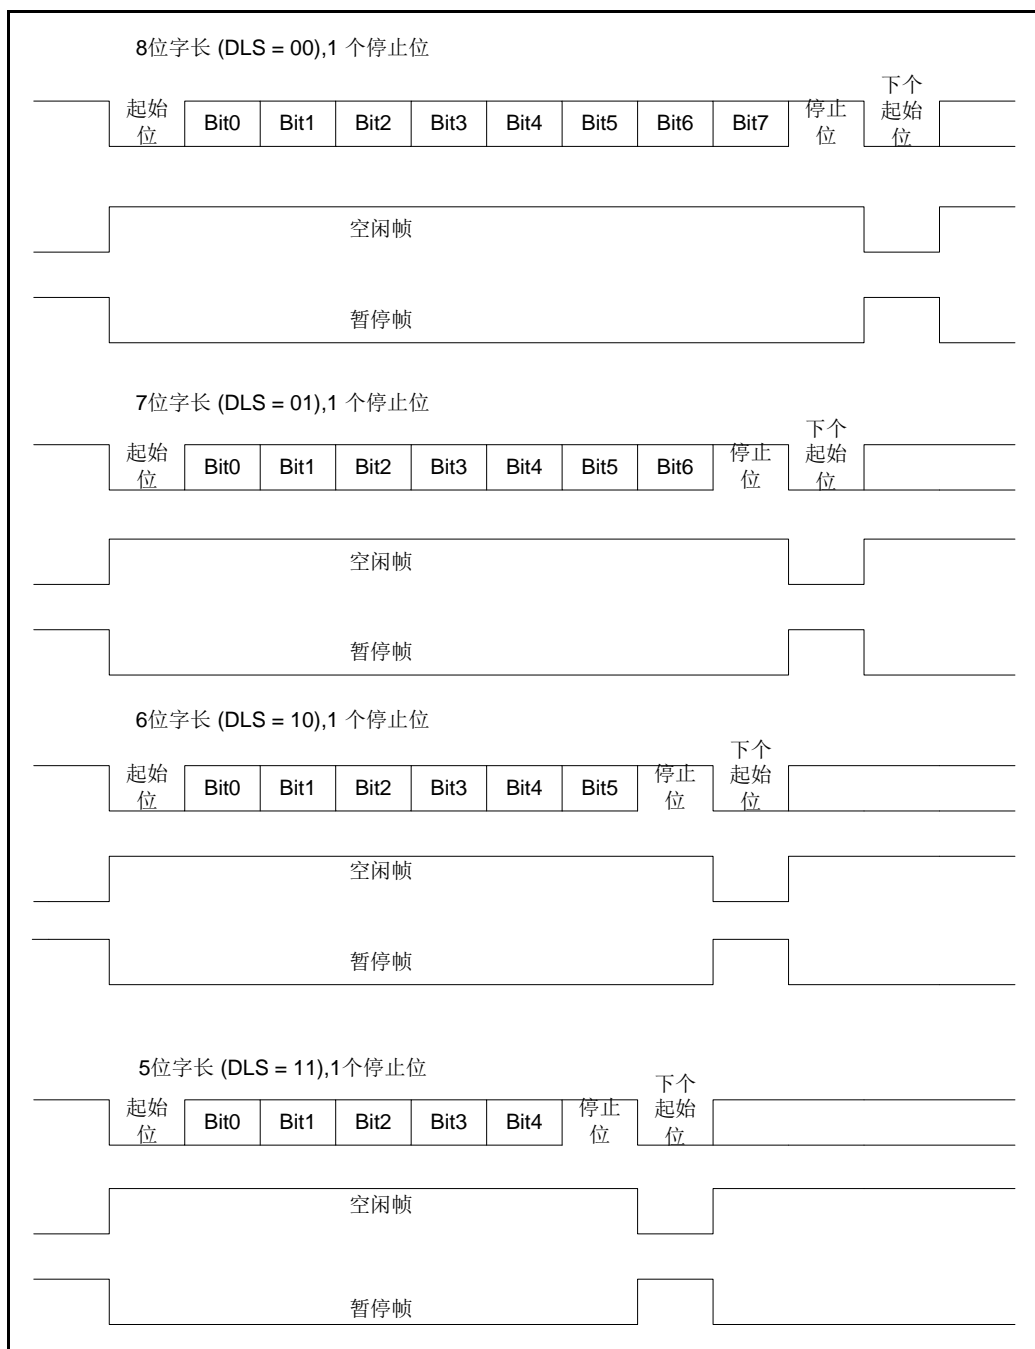 8位字长 (DLS = 00),1 个停止位
起始位 Bit0 Bit1 Bit2 Bit3 Bit4 Bit5 Bit6 Bit7 停止位 下个起始位
空闲帧
暂停帧
7位字长 (DLS = 01),1 个停止位
起始位 Bit0 Bit1 Bit2 Bit3 Bit4 Bit5 Bit6 停止位 下个起始位
空闲帧
暂停帧
6位字长 (DLS = 10),1 个停止位
起始位 Bit0 Bit1 Bit2 Bit3 Bit4 Bit5 停止位 下个起始位
空闲帧
暂停帧
5位字长 (DLS = 11),1个停止位
起始位 Bit0 Bit1 Bit2 Bit3 Bit4 停止位 下个起始位
空闲帧
暂停帧